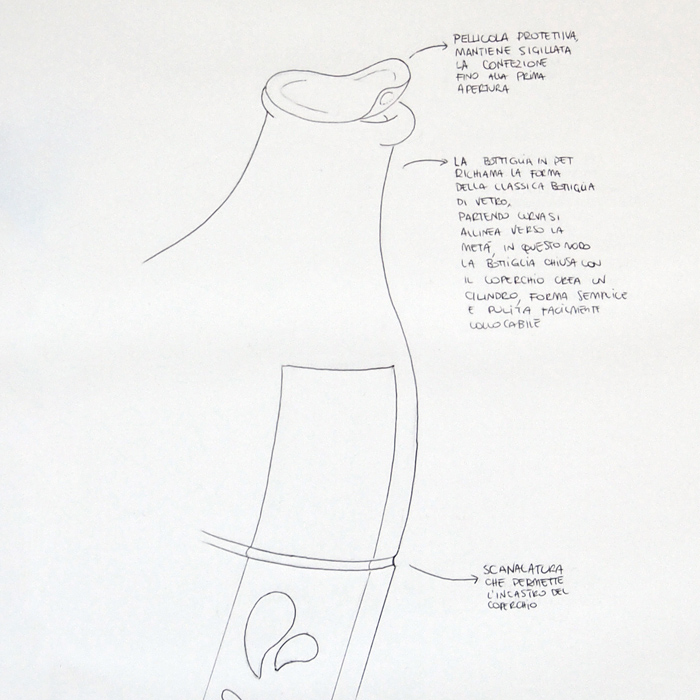 PELLICOLA PROTETTIVA,
MANTIENE SIGILLATA
LA CONFEZIONE
FINO ALLA PRIMA
APERTURA
LA BOTTIGLIA IN PET
RICHIAMA LA FORMA
DELLA CLASSICA BOTTIGLIA
DI VETRO,
PARTENDO CURVA SI
ALLINEA VERSO LA
METÁ, IN QUESTO MODO
LA BOTTIGLIA CHIUSA CON
IL COPERCHIO CREA UN
CILINDRO, FORMA SEMPLICE
E PULITA FACILMENTE
COLLOCABILE
SCANALATURA
CHE PERMETTE
L'INCASTRO DEL
COPERCHIO